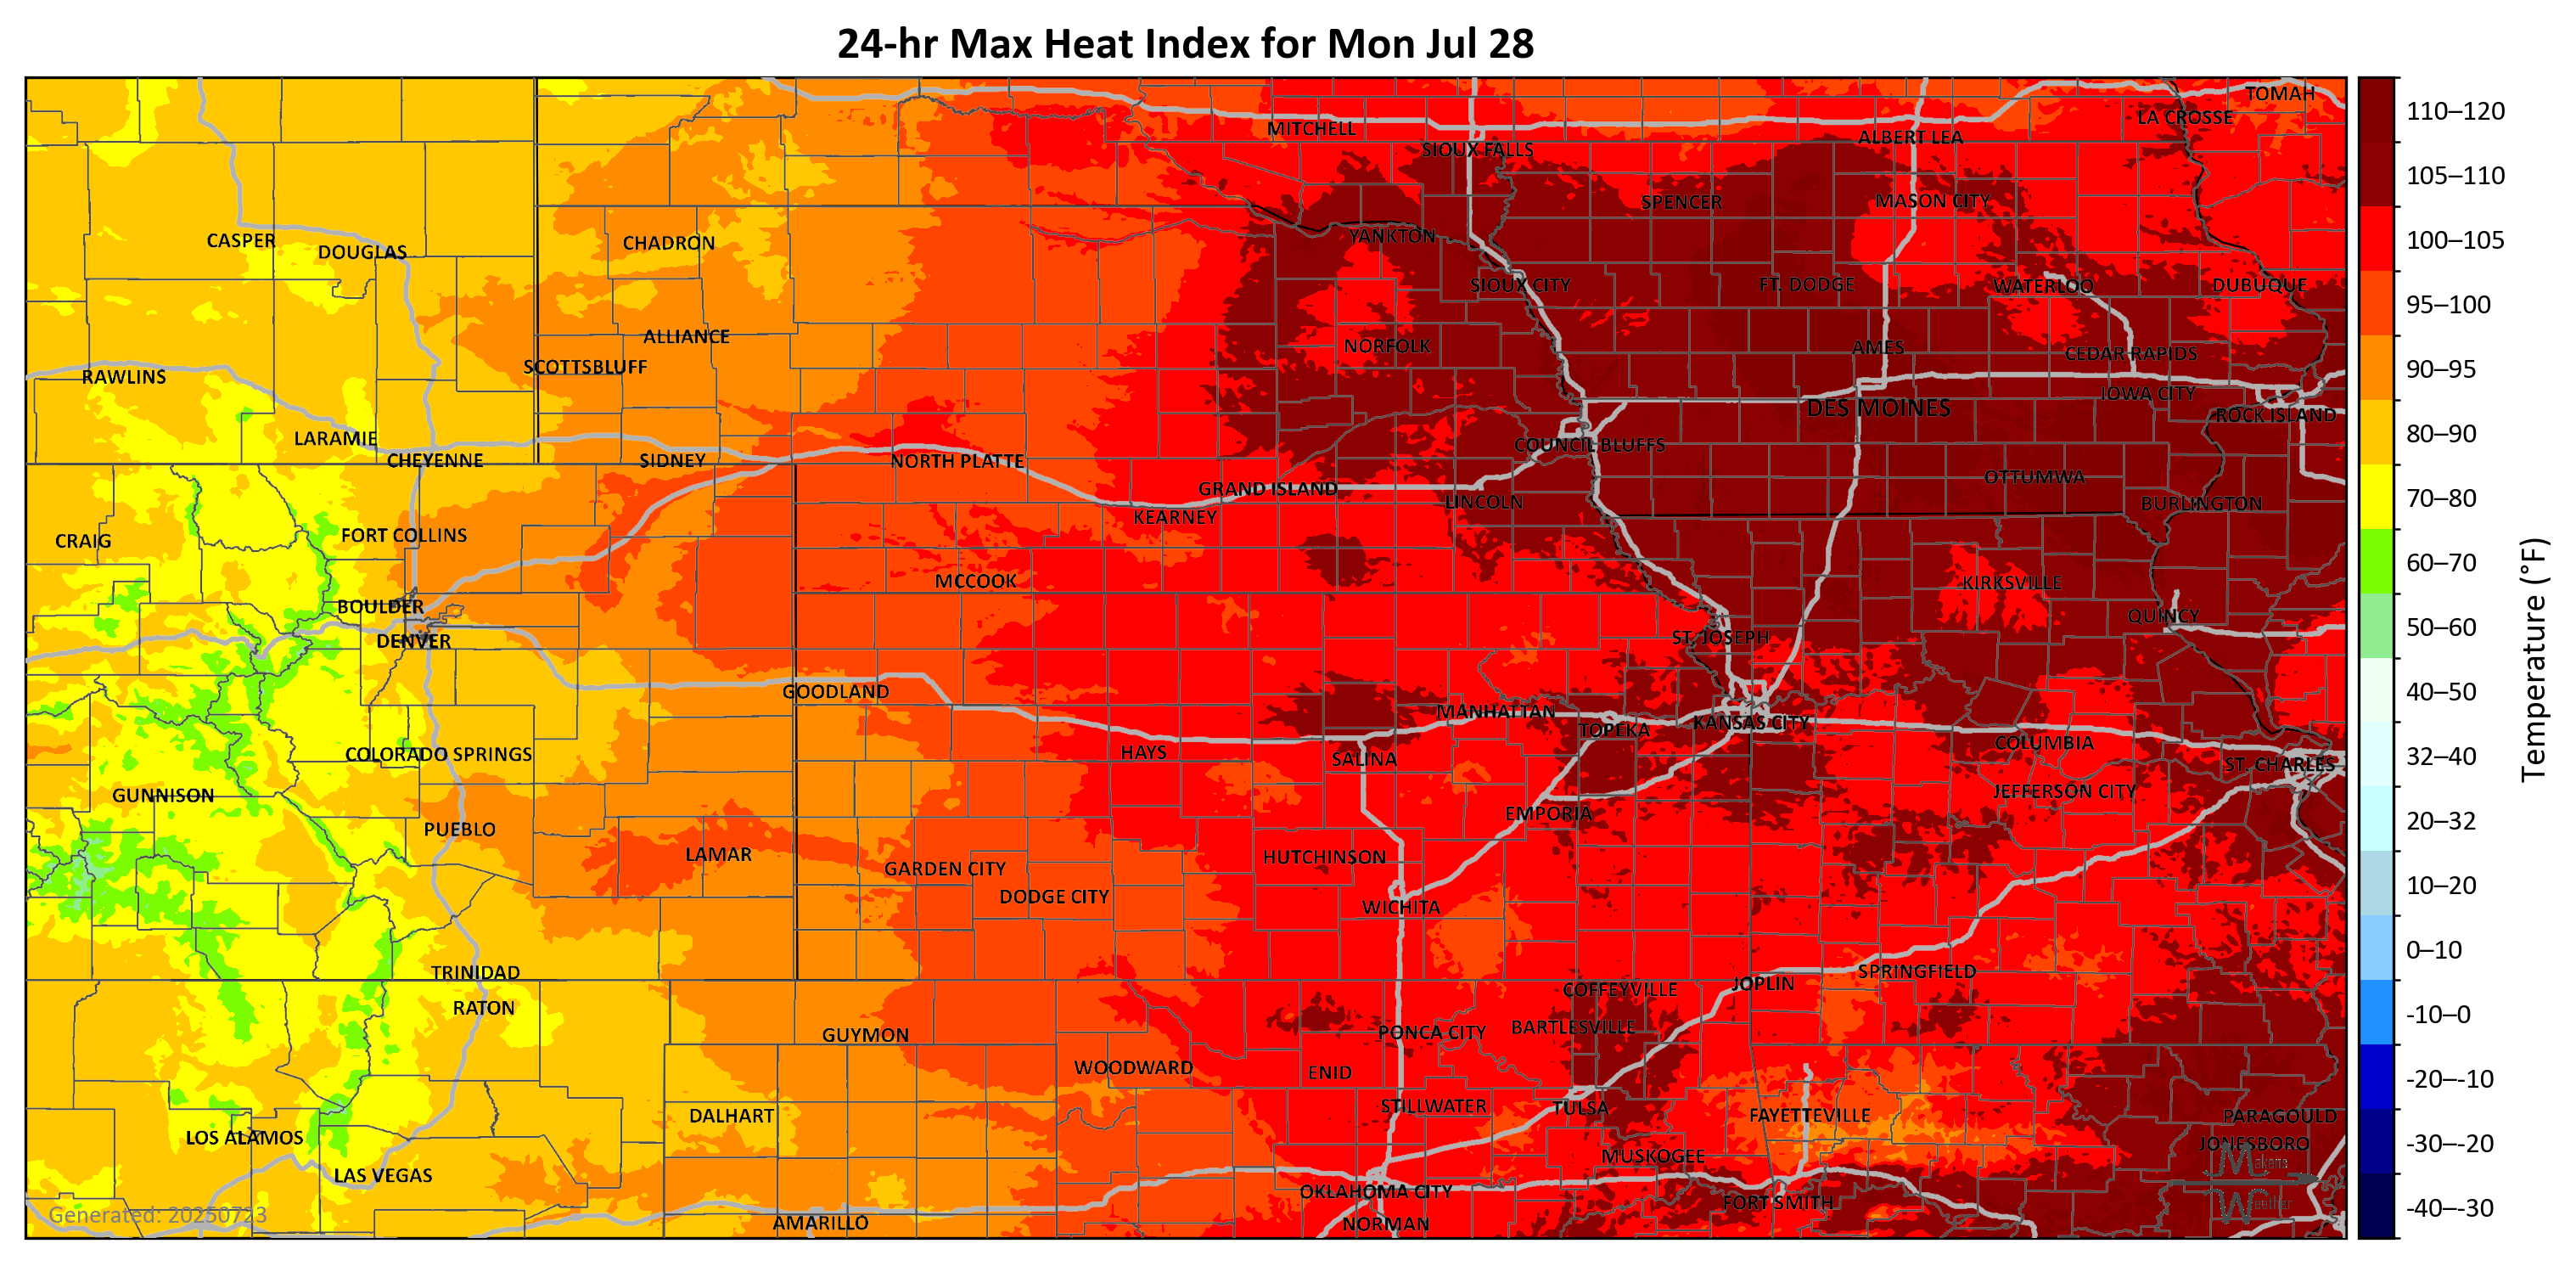 24-hr Max Heat Index for Mon Jul 28
TOMAH
LA CROSSE
MITCHELL
ALBERT LEA
SIOUX FALLS
SPENCER
MASON CITY
YANKTON
CASPER
CHADRON
DOUGLAS
SIOUX CITY
FT. DODGE
WATERLOO
DUBUQUE
ALLIANCE
NORFOLK
AMES
CEDAR RAPIDS
SCOTTSBLUFF
RAWLINS
IOWA CITY
DES MOINES
ROCK ISLAND
LARAMIE
COUNCIL BLUFFS
CHEYENNE
SIDNEY
NORTH PLATTE
OTTUMWA
GRAND ISLAND
LINCOLN
BURLINGTON
KEARNEY
FORT COLLINS
CRAIG
MCCOOK
KIRKSVILLE
BOULDER
QUINCY
DENVER
ST. JOSEPH
GOODLAND
MANHATTAN
KANSAS CITY
TOPEKA
COLUMBIA
HAYS
COLORADO SPRINGS
SALINA
ST. CHARLES
GUNNISON
JEFFERSON CITY
EMPORIA
PUEBLO
LAMAR
HUTCHINSON
GARDEN CITY
DODGE CITY
WICHITA
TRINIDAD
SPRINGFIELD
JOPLIN
COFFEYVILLE
RATON
BARTLESVILLE
PONCA CITY
GUYMON
WOODWARD
ENID
STILLWATER
TULSA
DALHART
FAYETTEVILLE
PARAGOULD
LOS ALAMOS
JONESBORO
MUSKOGEE
Makens
LAS VEGAS
OKLAHOMA CITY
FORT SMITH
Weather
Generated: 20250723
AMARILLO
NORMAN
110–120
105–110
100–105
95–100
90–95
80–90
70–80
60–70
50–60
40–50
32–40
20–32
10–20
0–10
-10–0
-20–-10
-30–-20
-40–-30
Temperature (°F)